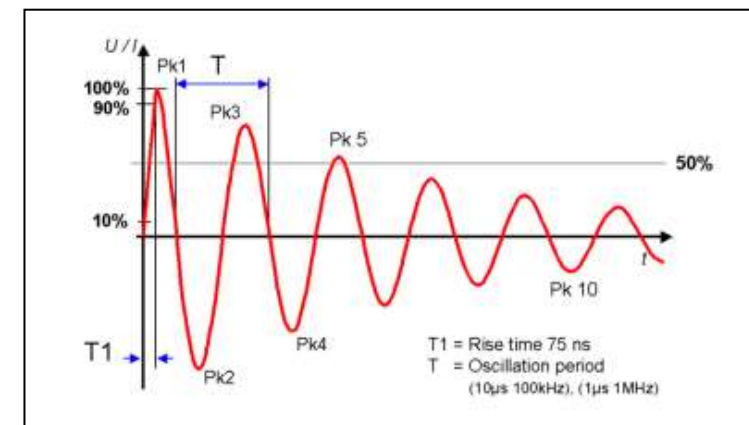 U / I
Pk1
T
100%
90%
Pk3
Pk 5
50%
10%
t
Pk 10
T1
Pk4
Pk2
T1 = Rise time 75 ns
T = Oscillation period
(10µs 100kHz), (1µs 1MHz)